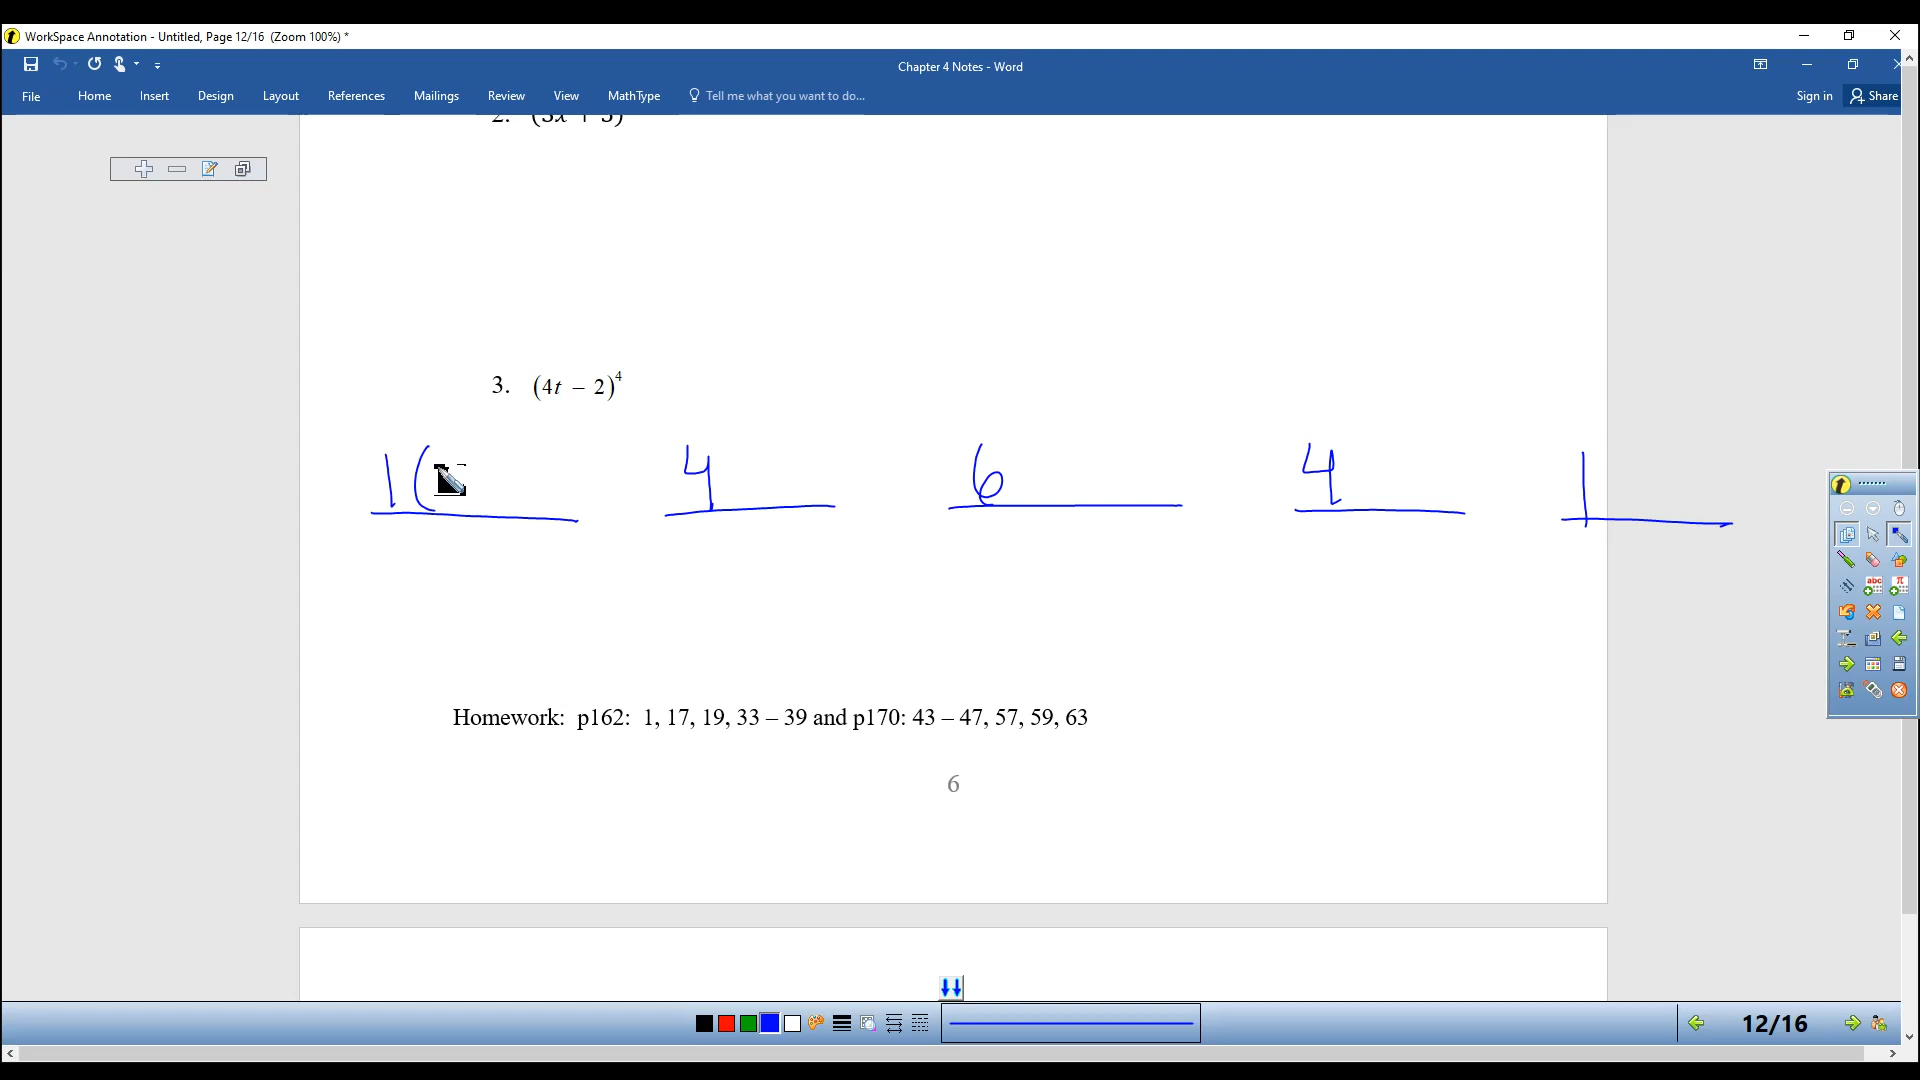 WorkSpace Annotation - Untitled, Page 12/16 (Zoom 100%) *
Chapter 4 Notes - Word
File Home Insert Design Layout References Mailings Review View MathType Tell me what you want to do... Sign in Share
3. (4t − 2)⁴
1 ( 4 6 4 1
Homework: p162: 1, 17, 19, 33 – 39 and p170: 43 – 47, 57, 59, 63
6
12/16